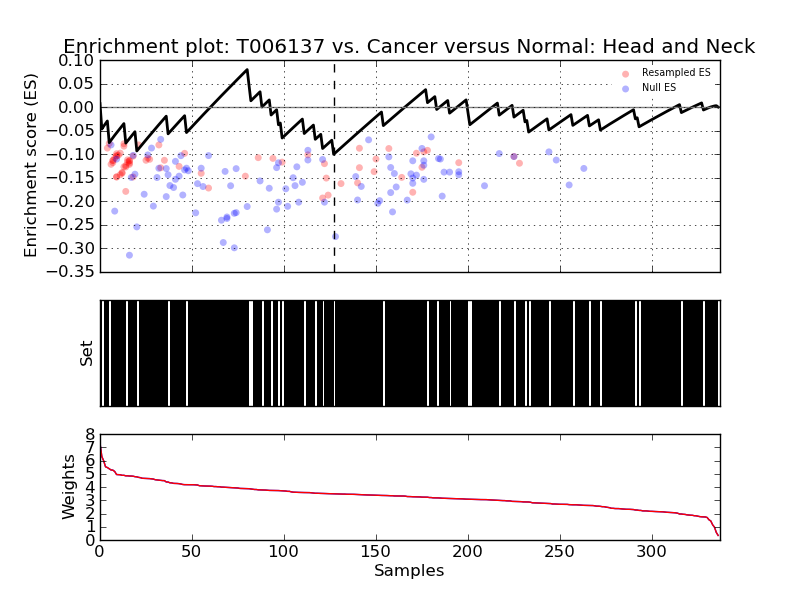 Enrichment plot: T006137 vs. Cancer versus Normal: Head and Neck
0.10
0.05
0.00
−0.05
−0.10
−0.15
−0.20
−0.25
−0.30
−0.35
Enrichment score (ES)
Resampled ES
Null ES
Set
8
7
6
5
4
3
2
1
0
Weights
0 50 100 150 200 250 300
Samples